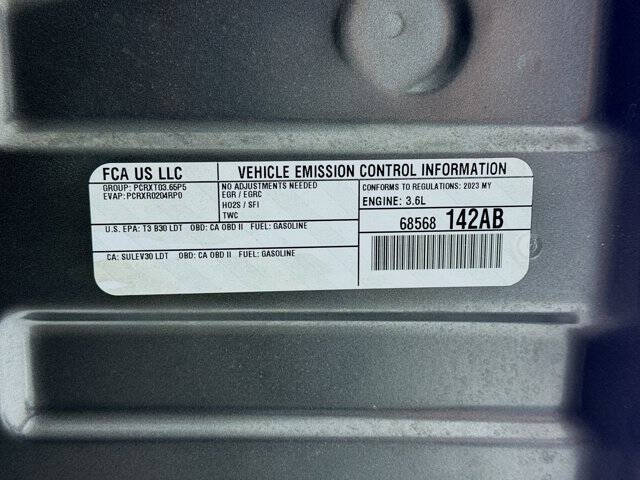 FCA US LLC
VEHICLE EMISSION CONTROL INFORMATION
GROUP: PCRXT03.65P5
EVAP: PCRXR0204RP0
NO ADJUSTMENTS NEEDED
EGR / EGRC
HO2S / SFI
TWC
CONFORMS TO REGULATIONS: 2023 MY
ENGINE: 3.6L
68568 142AB
U.S. EPA: T3 B30 LDT OBD: CA OBD II FUEL: GASOLINE
CA: SULEV30 LDT OBD: CA OBD II FUEL: GASOLINE